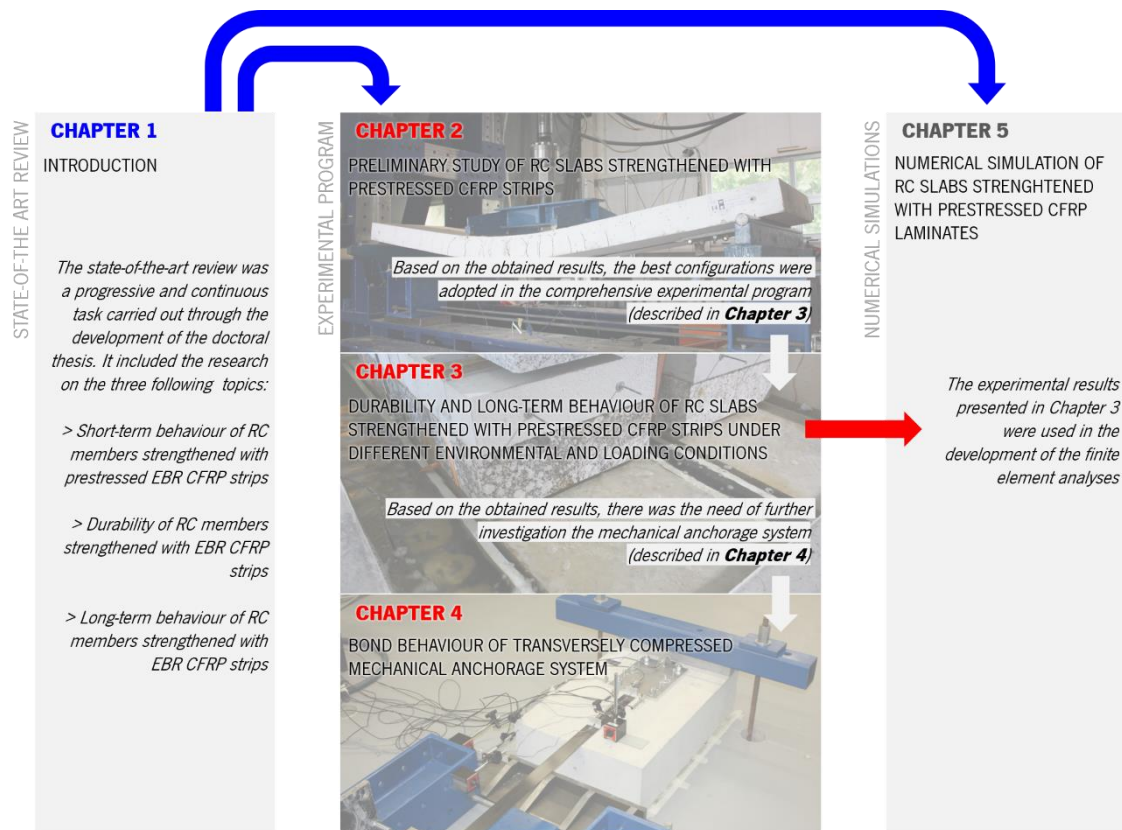 STATE-OF-THE ART REVIEW
CHAPTER 1
INTRODUCTION
The state-of-the-art review was
a progressive and continuous
task carried out through the
development of the doctoral
thesis. It included the research
on the three following topics:
> Short-term behaviour of RC
members strengthened with
prestressed EBR CFRP strips
> Durability of RC members
strengthened with EBR CFRP
strips
> Long-term behaviour of RC
members strengthened with
EBR CFRP strips
EXPERIMENTAL PROGRAM
CHAPTER 2
PRELIMINARY STUDY OF RC SLABS STRENGTHENED WITH
PRESTRESSED CFRP STRIPS
Based on the obtained results, the best configurations were
adopted in the comprehensive experimental program
(described in Chapter 3)
CHAPTER 3
DURABILITY AND LONG-TERM BEHAVIOUR OF RC SLABS
STRENGTHENED WITH PRESTRESSED CFRP STRIPS UNDER
DIFFERENT ENVIRONMENTAL AND LOADING CONDITIONS
Based on the obtained results, there was the need of further
investigation the mechanical anchorage system
(described in Chapter 4)
CHAPTER 4
BOND BEHAVIOUR OF TRANSVERSELY COMPRESSED
MECHANICAL ANCHORAGE SYSTEM
NUMERICAL SIMULATIONS
CHAPTER 5
NUMERICAL SIMULATION OF
RC SLABS STRENGHTENED
WITH PRESTRESSED CFRP
LAMINATES
The experimental results
presented in Chapter 3
were used in the
development of the finite
element analyses